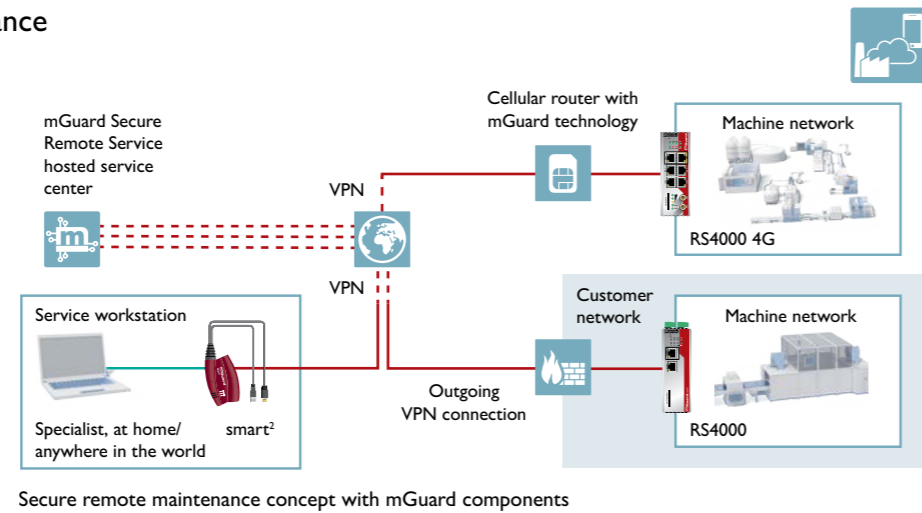 ance
Cellular router with
mGuard technology
mGuard Secure
Remote Service
hosted service
center
Machine network
VPN
m
RS4000 4G
VPN
Customer
network
Service workstation
Machine network
Outgoing
VPN connection
Specialist, at home/
anywhere in the world
smart²
RS4000
Secure remote maintenance concept with mGuard components